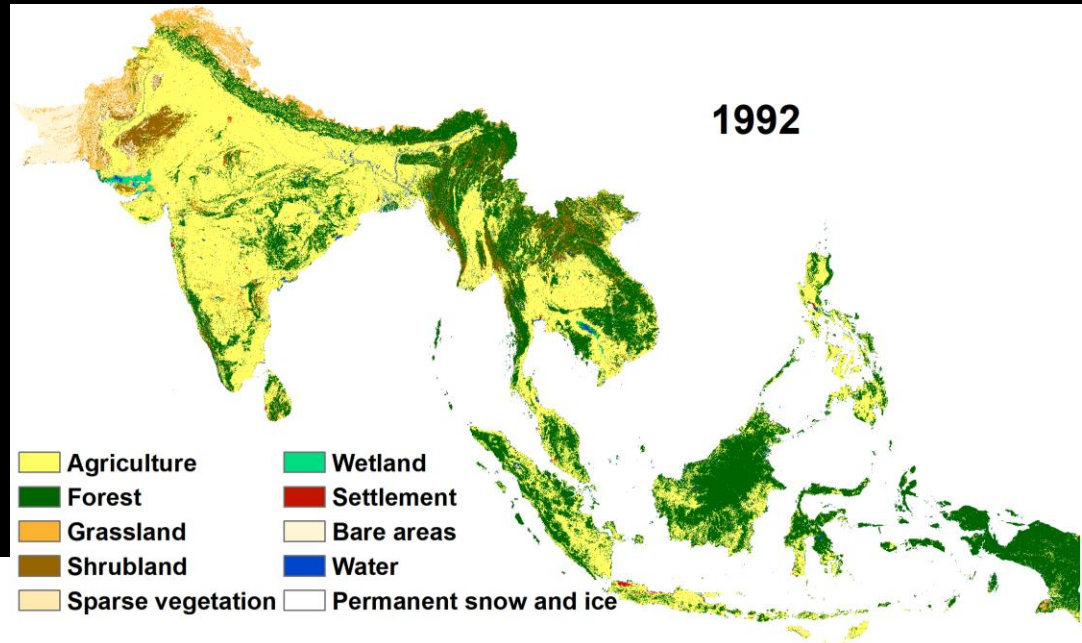 1992
Agriculture
Forest
Grassland
Shrubland
Sparse vegetation
Wetland
Settlement
Bare areas
Water
Permanent snow and ice